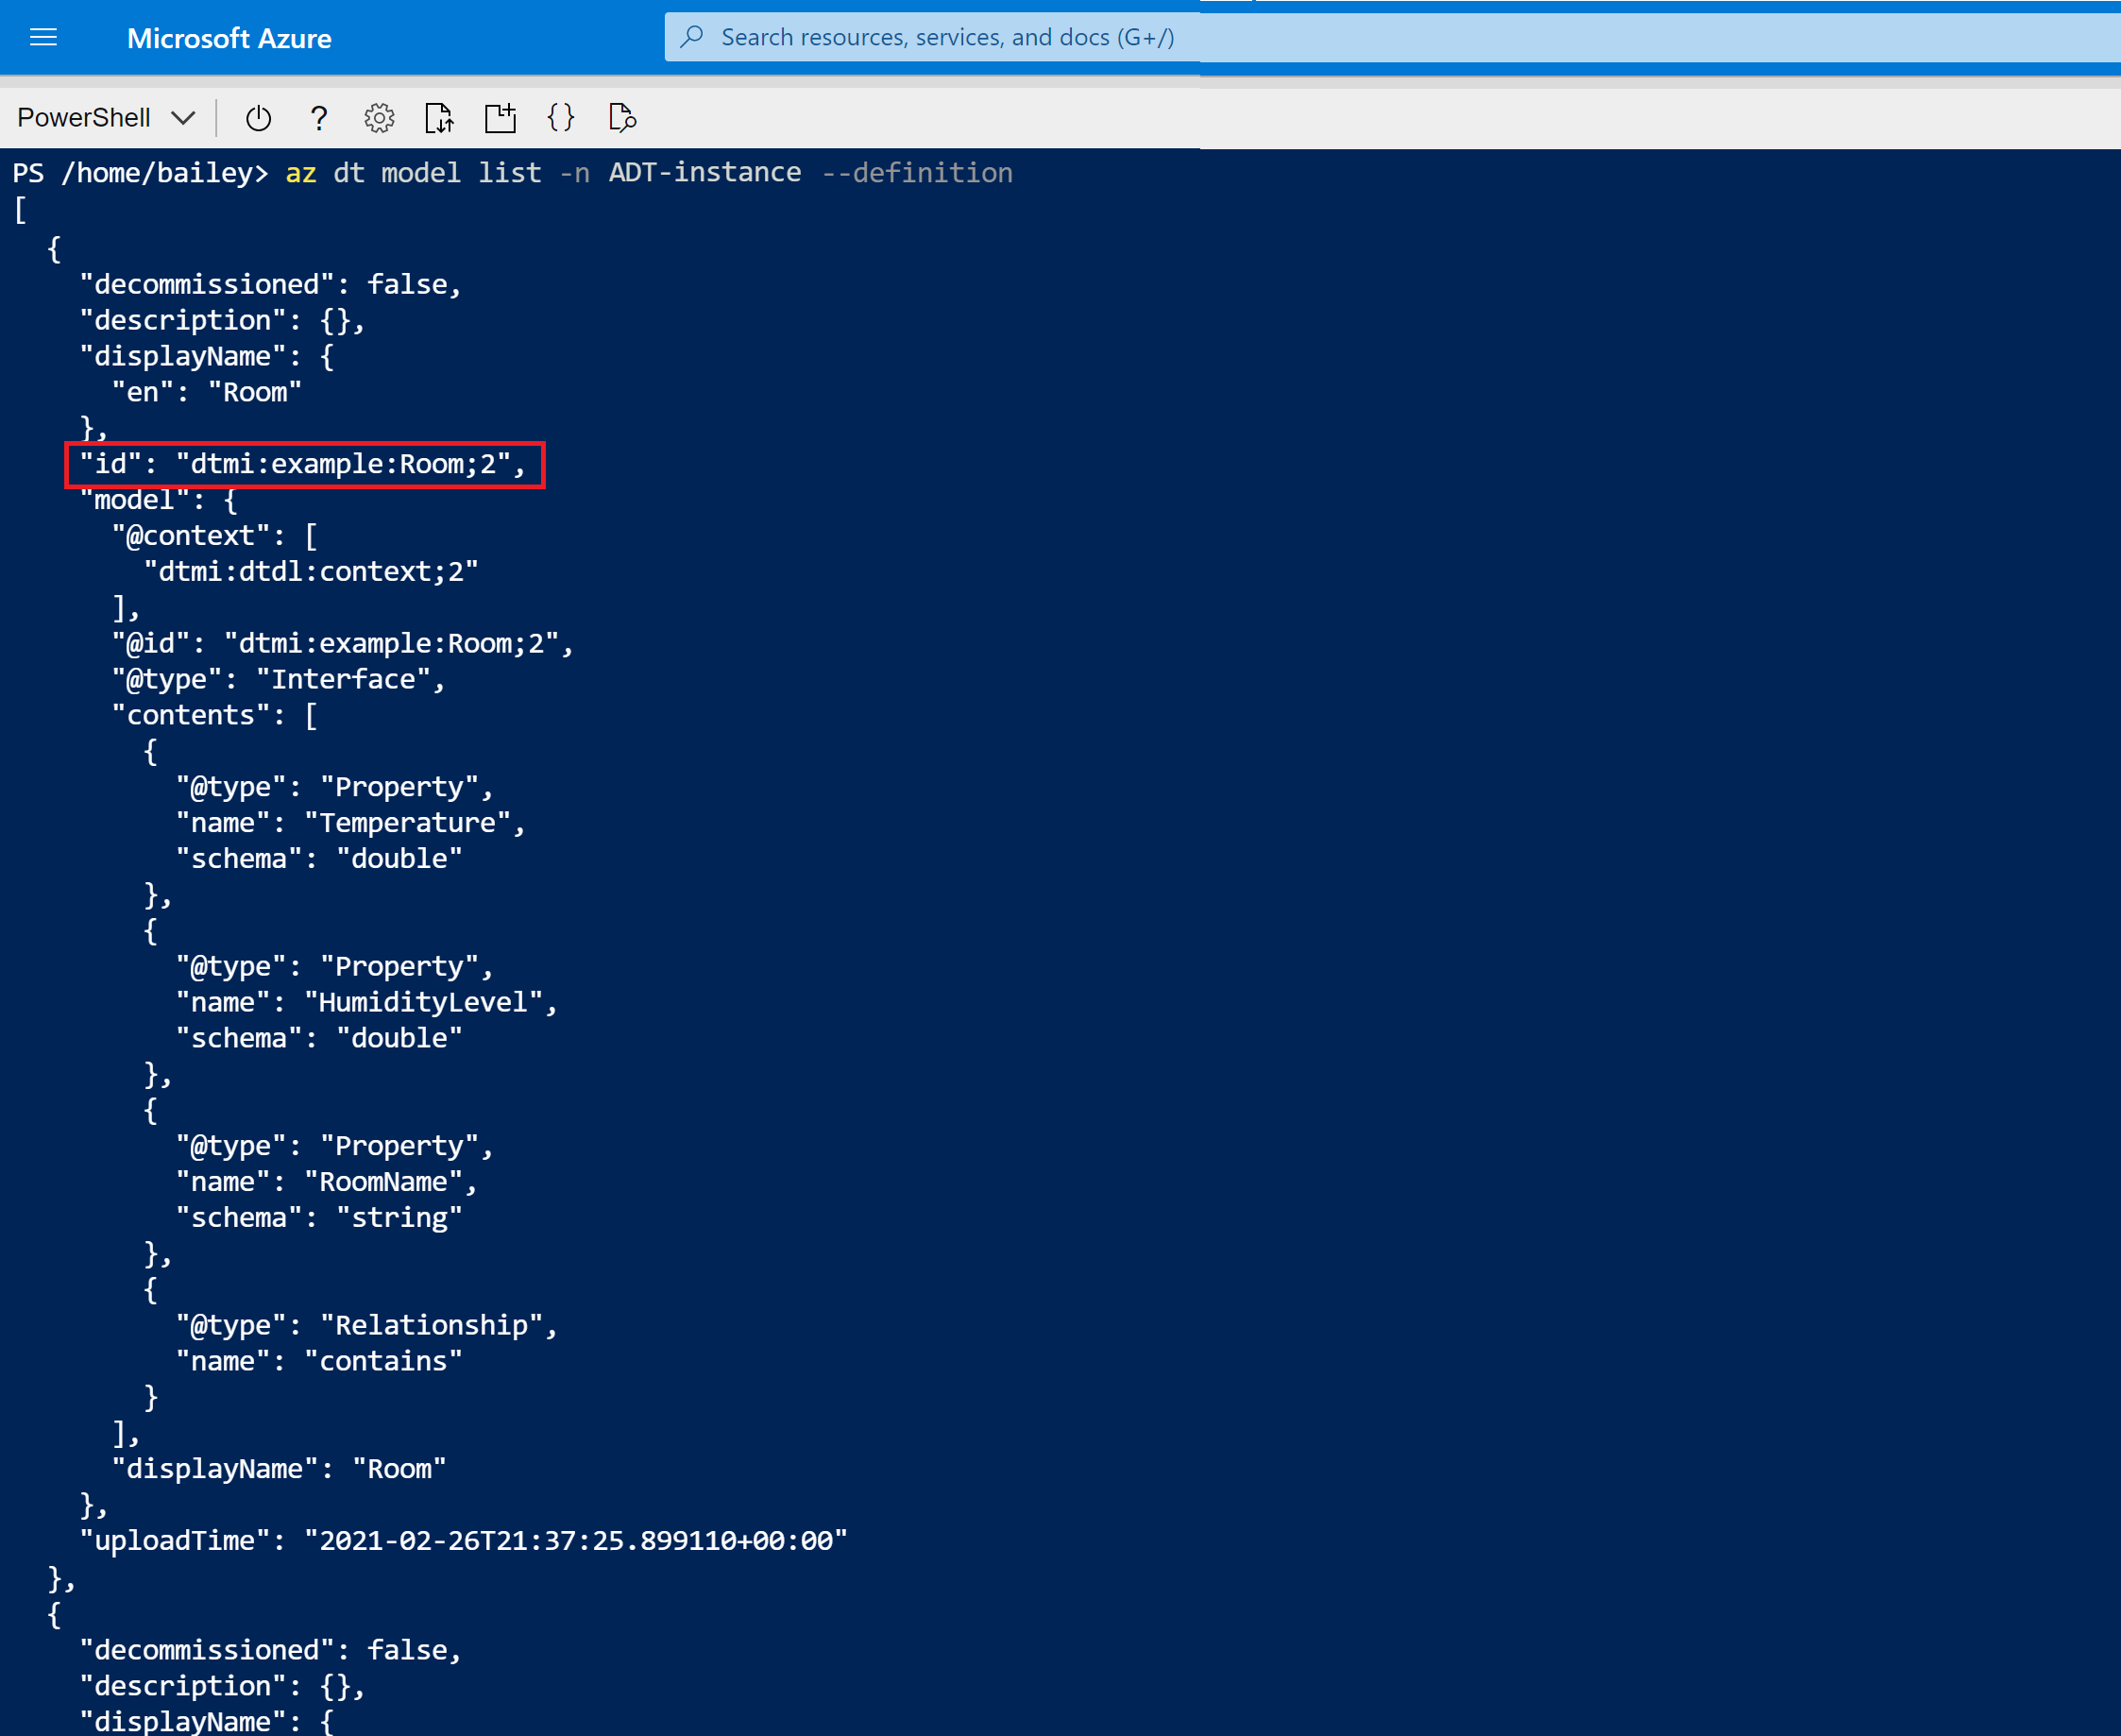 Microsoft Azure
Search resources, services, and docs (G+/)
PowerShell
PS /home/bailey> az dt model list -n ADT-instance --definition
[
  {
    "decommissioned": false,
    "description": {},
    "displayName": {
      "en": "Room"
    },
    "id": "dtmi:example:Room;2",
    "model": {
      "@context": [
        "dtmi:dtdl:context;2"
      ],
      "@id": "dtmi:example:Room;2",
      "@type": "Interface",
      "contents": [
        {
          "@type": "Property",
          "name": "Temperature",
          "schema": "double"
        },
        {
          "@type": "Property",
          "name": "HumidityLevel",
          "schema": "double"
        },
        {
          "@type": "Property",
          "name": "RoomName",
          "schema": "string"
        },
        {
          "@type": "Relationship",
          "name": "contains"
        }
      ],
      "displayName": "Room"
    },
    "uploadTime": "2021-02-26T21:37:25.899110+00:00"
  },
  {
    "decommissioned": false,
    "description": {},
    "displayName": {